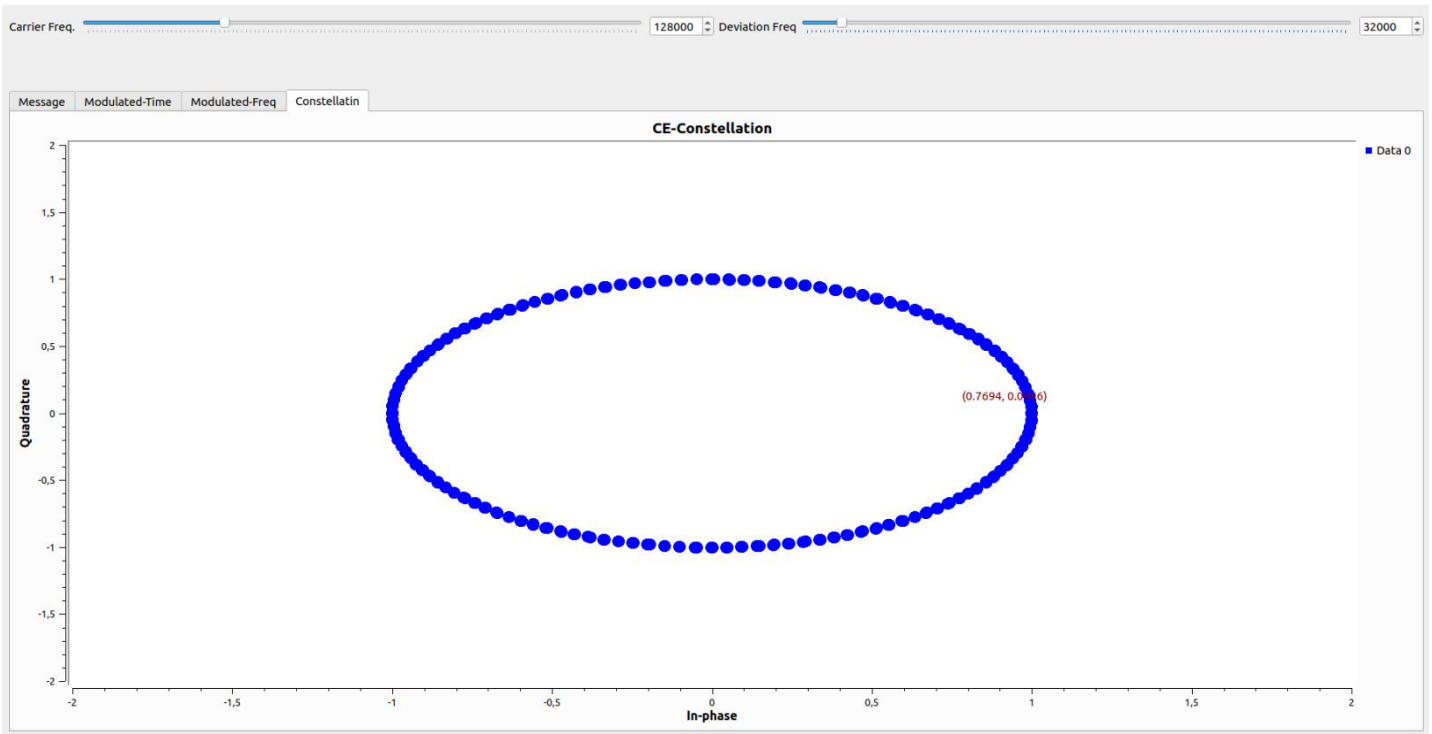 Carrier Freq. 128000 Deviation Freq 32000
Message Modulated-Time Modulated-Freq Constellatin
CE-Constellation
Data 0
2
1,5
1
0,5
0
-0,5
-1
-1,5
-2
Quadrature
(0.7694,
-2 -1,5 -1 -0,5 0 0,5 1 1,5 2
In-phase